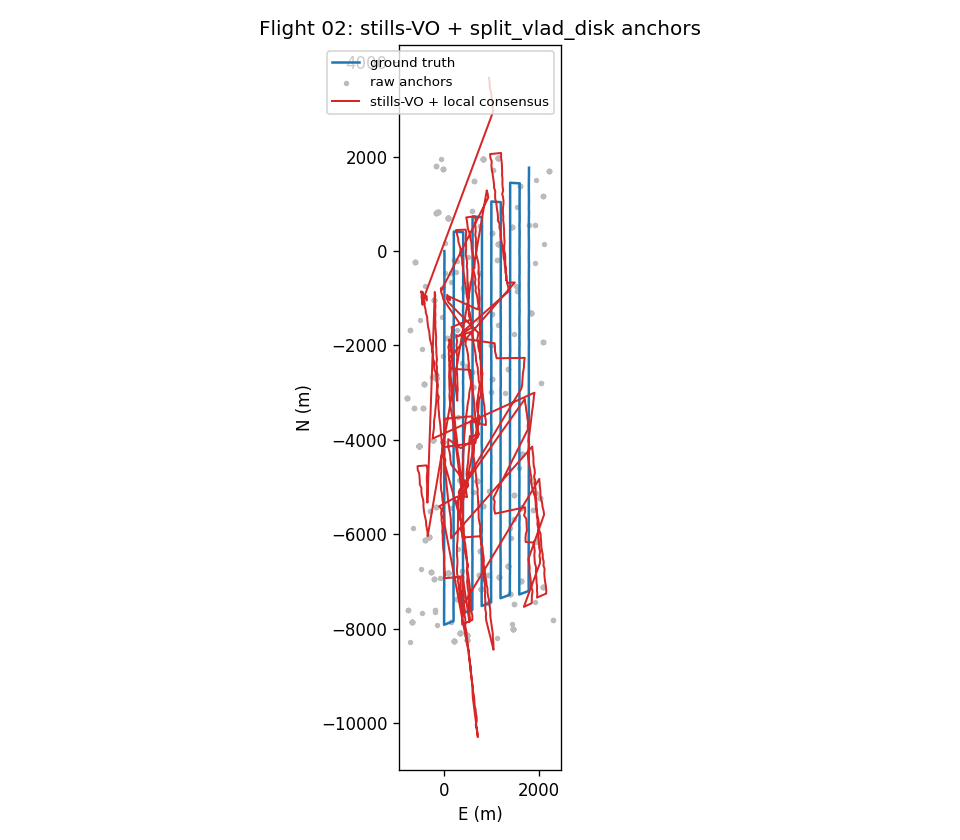 Flight 02: stills-VO + split_vlad_disk anchors
ground truth
raw anchors
stills-VO + local consensus
4000
2000
0
−2000
−4000
−6000
−8000
−10000
N (m)
0 2000
E (m)